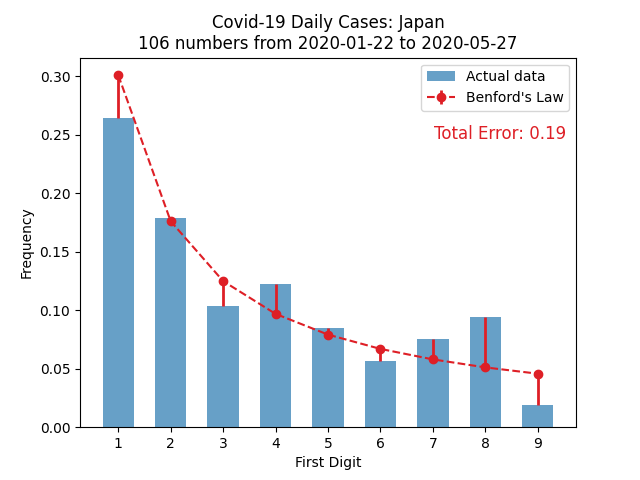 Covid-19 Daily Cases: Japan
106 numbers from 2020-01-22 to 2020-05-27
Actual data
Benford's Law
Total Error: 0.19
Frequency
0.30
0.25
0.20
0.15
0.10
0.05
0.00
1 2 3 4 5 6 7 8 9
First Digit